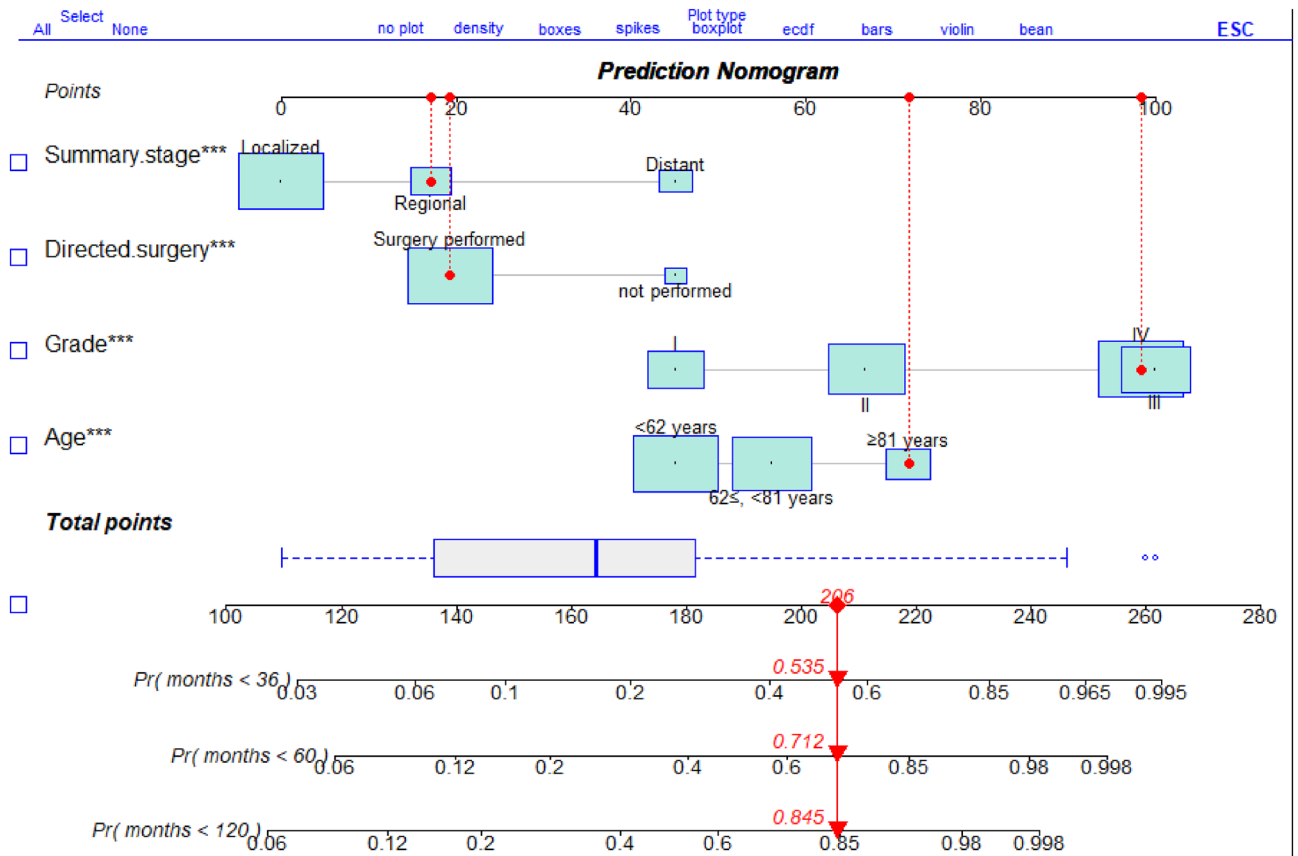 Select
All None
Plot type
no plot density boxes spikes boxplot ecdf bars violin bean
ESC
Prediction Nomogram
Points
0 20 40 60 80 100
Summary.stage***
Localized
Regional
Distant
Directed.surgery***
Surgery performed
not performed
Grade***
I
II
IV
III
Age***
<62 years
62≤, <81 years
≥81 years
Total points
206
100 120 140 160 180 200 220 240 260 280
0.535
Pr( months < 36 )
0.03 0.06 0.1 0.2 0.4 0.6 0.85 0.965 0.995
0.712
Pr( months < 60 )
0.06 0.12 0.2 0.4 0.6 0.85 0.98 0.998
0.845
Pr( months < 120 )
0.06 0.12 0.2 0.4 0.6 0.85 0.98 0.998